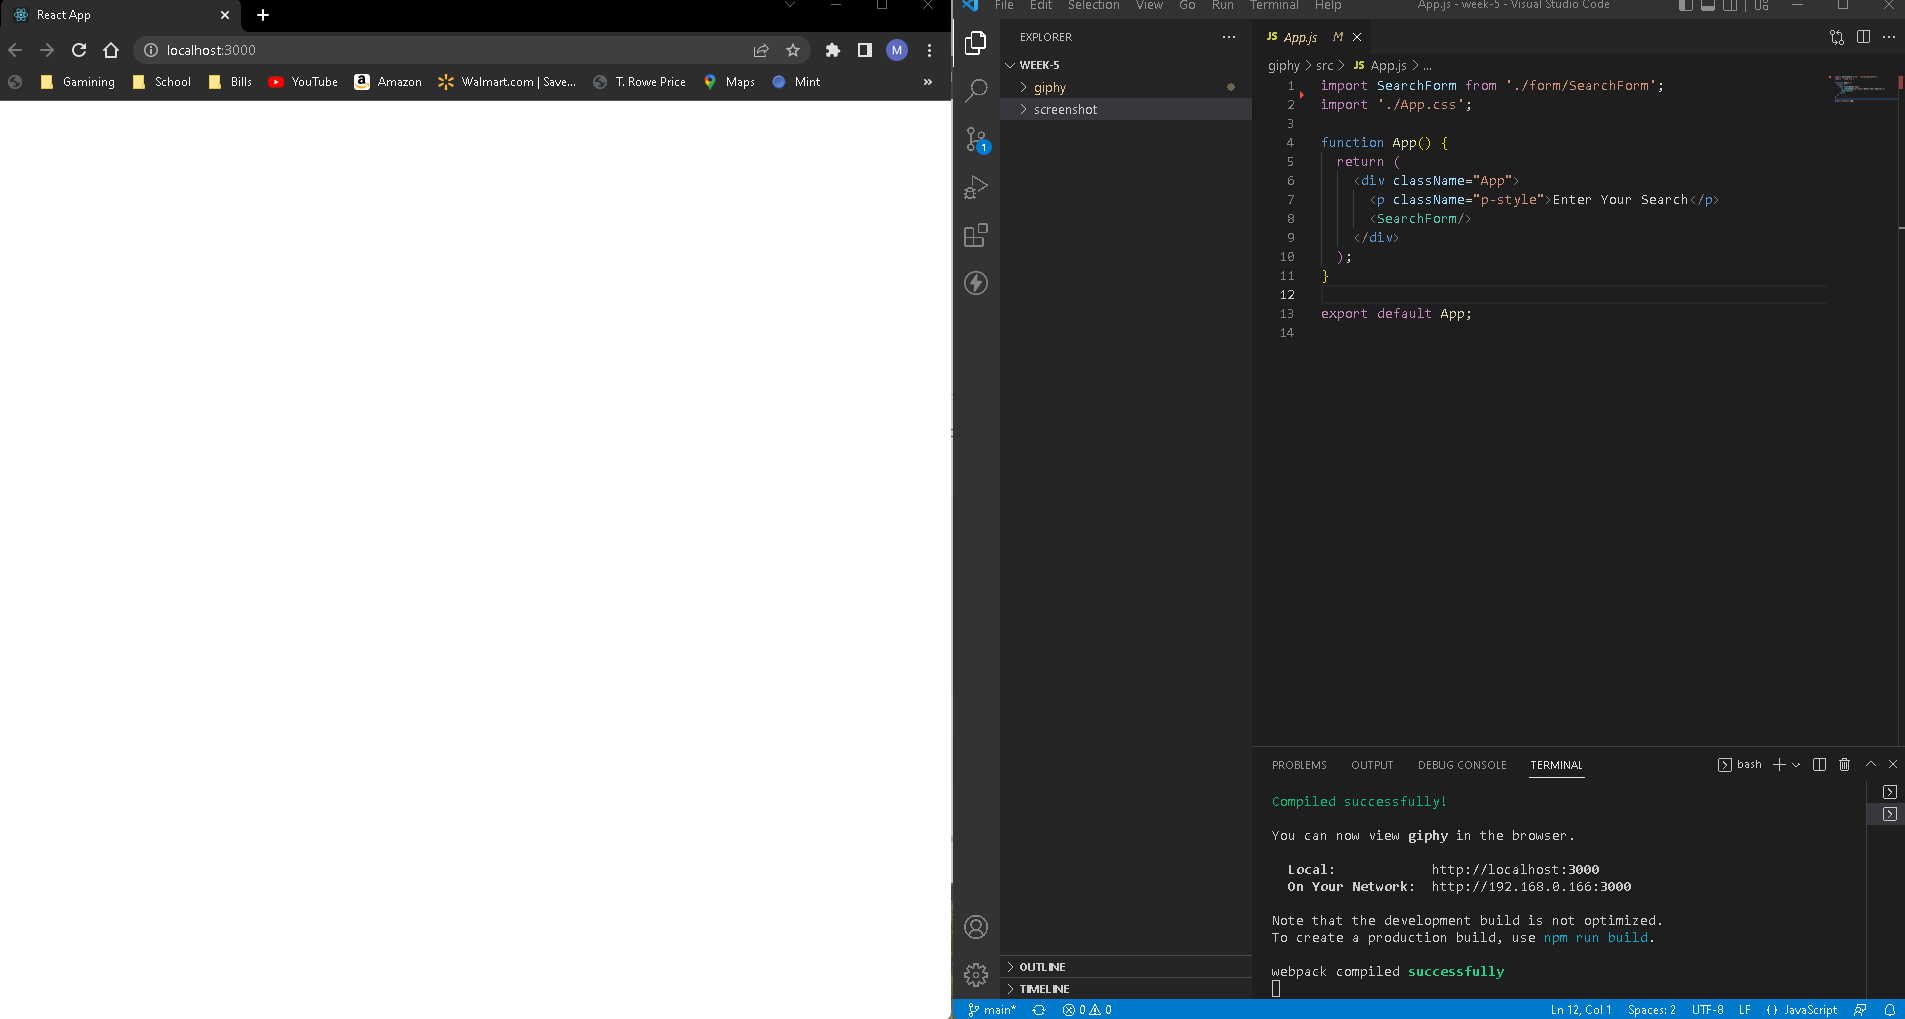 React App
localhost:3000
M
Gamining School Bills YouTube Amazon Walmart.com | Save... T. Rowe Price Maps Mint »
File Edit Selection View Go Run Terminal Help App.js - week-5 - Visual Studio Code
EXPLORER
WEEK-5
giphy
screenshot
1
JS App.js M
giphy > src > JS App.js > ...
1 import SearchForm from './form/SearchForm';
2 import './App.css';
3
4 function App() {
5 return (
6 <div className="App">
7 <p className="p-style">Enter Your Search</p>
8 <SearchForm/>
9 </div>
10 );
11 }
12
13 export default App;
14
PROBLEMS OUTPUT DEBUG CONSOLE TERMINAL bash
Compiled successfully!
You can now view giphy in the browser.
Local: http://localhost:3000
On Your Network: http://192.168.0.166:3000
Note that the development build is not optimized.
To create a production build, use npm run build.
webpack compiled successfully
OUTLINE
TIMELINE
main* 0 0 Ln 12, Col 1 Spaces: 2 UTF-8 LF {} JavaScript